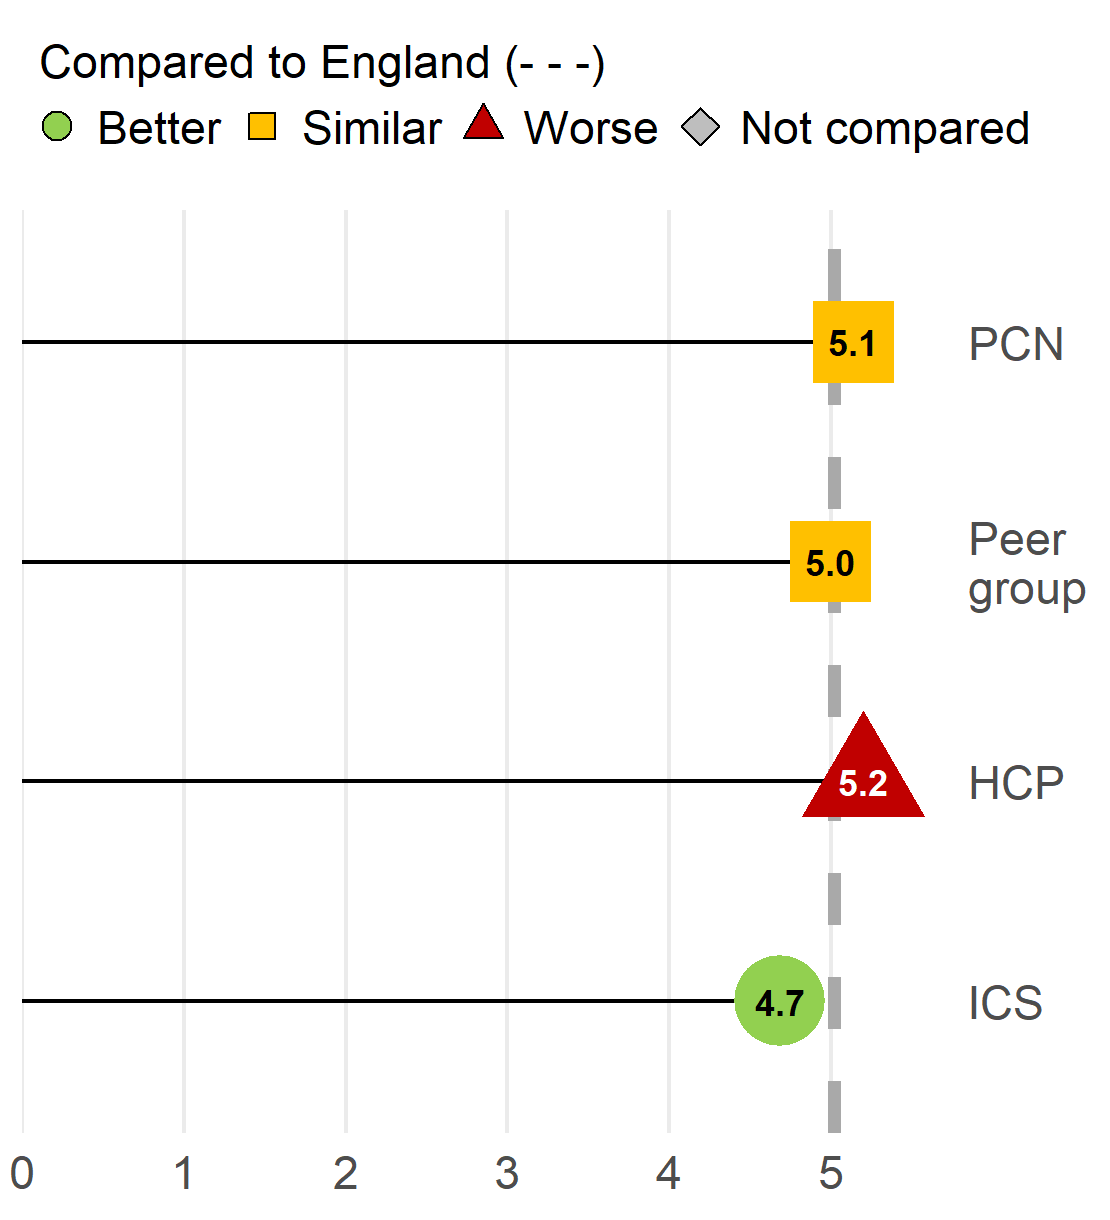 Compared to England (- - -)
Better Similar Worse Not compared
5.1 PCN
5.0 Peer
group
5.2 HCP
4.7 ICS
0 1 2 3 4 5